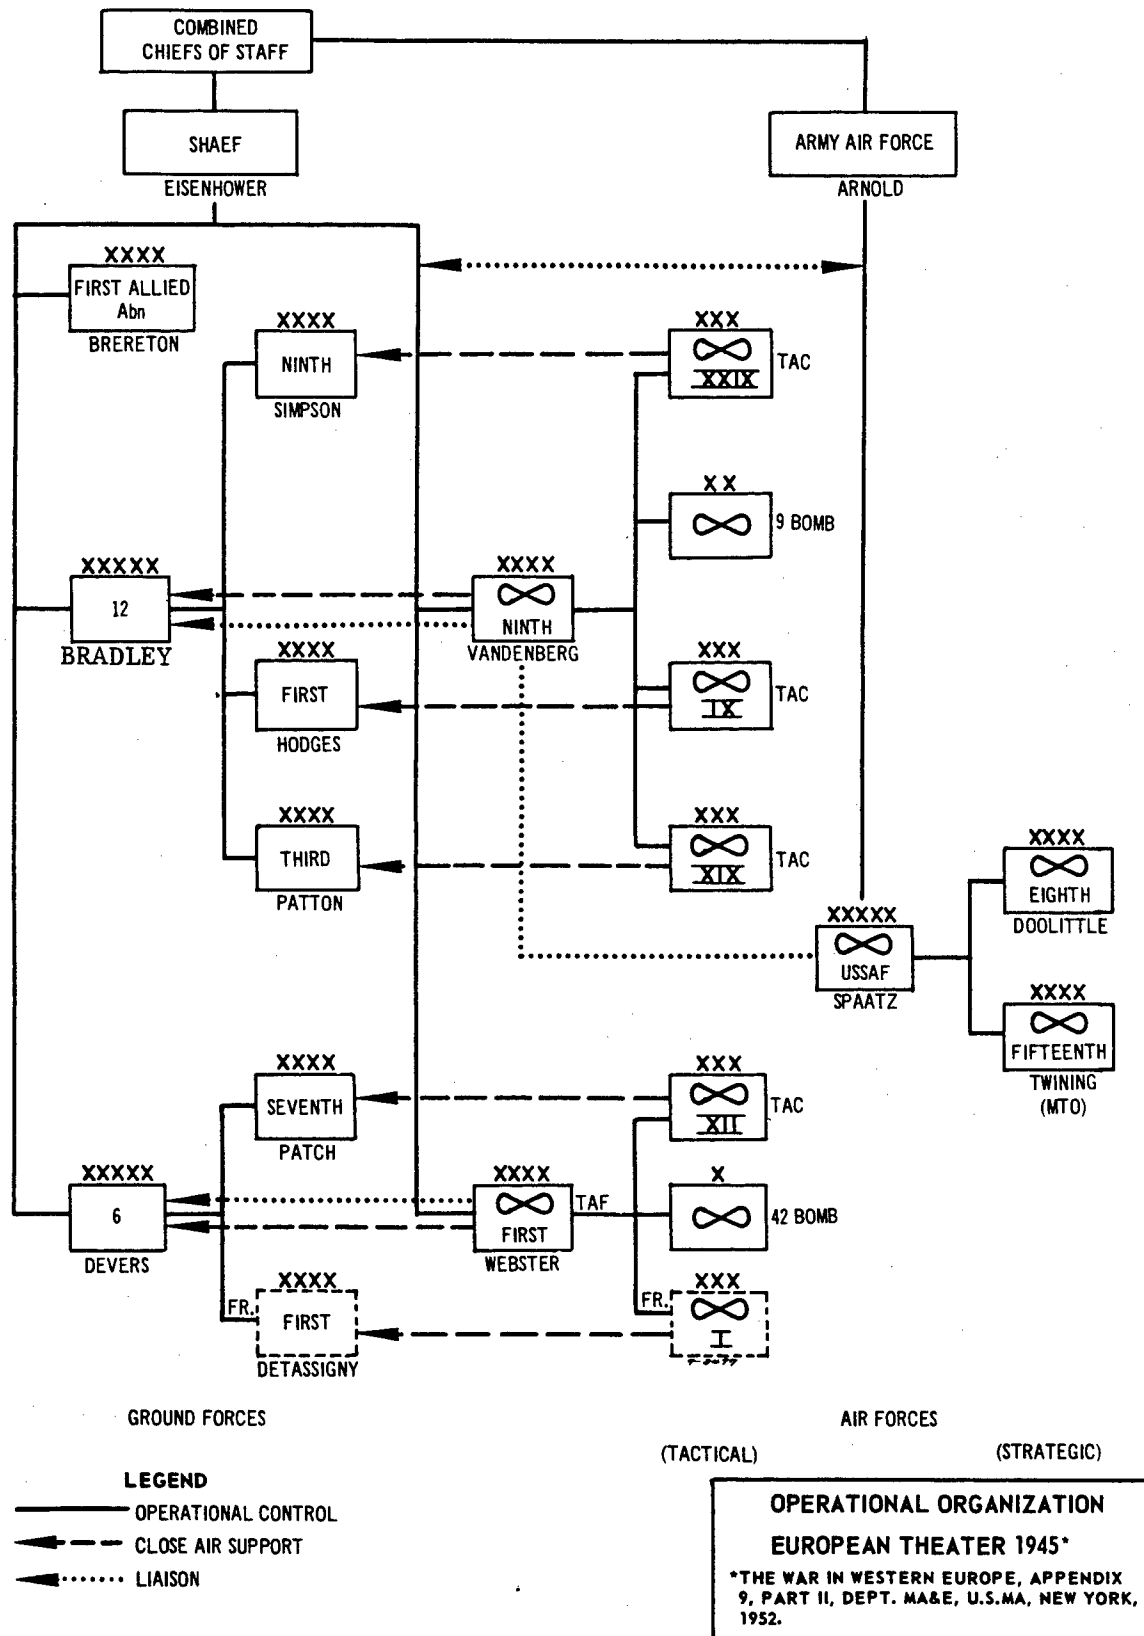 COMBINED
CHIEFS OF STAFF
SHAEF
EISENHOWER
ARMY AIR FORCE
ARNOLD
XXXX
FIRST ALLIED
Abn
BRERETON
XXXX
NINTH
SIMPSON
XXX
XXIX
TAC
XX
9 BOMB
XXXXX
12
BRADLEY
XXXX
NINTH
VANDENBERG
XXXX
FIRST
HODGES
XXX
IX
TAC
XXXX
THIRD
PATTON
XXX
XIX
TAC
XXXXX
USSAF
SPAATZ
XXXX
EIGHTH
DOOLITTLE
XXXX
FIFTEENTH
TWINING
(MTO)
XXXX
SEVENTH
PATCH
XXX
XII
TAC
XXXXX
6
DEVERS
XXXX
FIRST
WEBSTER
TAF
X
42 BOMB
XXXX
FR.
FIRST
DETASSIGNY
XXX
FR.
I
GROUND FORCES
AIR FORCES
(TACTICAL)
(STRATEGIC)
LEGEND
OPERATIONAL CONTROL
CLOSE AIR SUPPORT
LIAISON
OPERATIONAL ORGANIZATION
EUROPEAN THEATER 1945*
*THE WAR IN WESTERN EUROPE, APPENDIX
9, PART II, DEPT. MA&E, U.S.MA, NEW YORK,
1952.